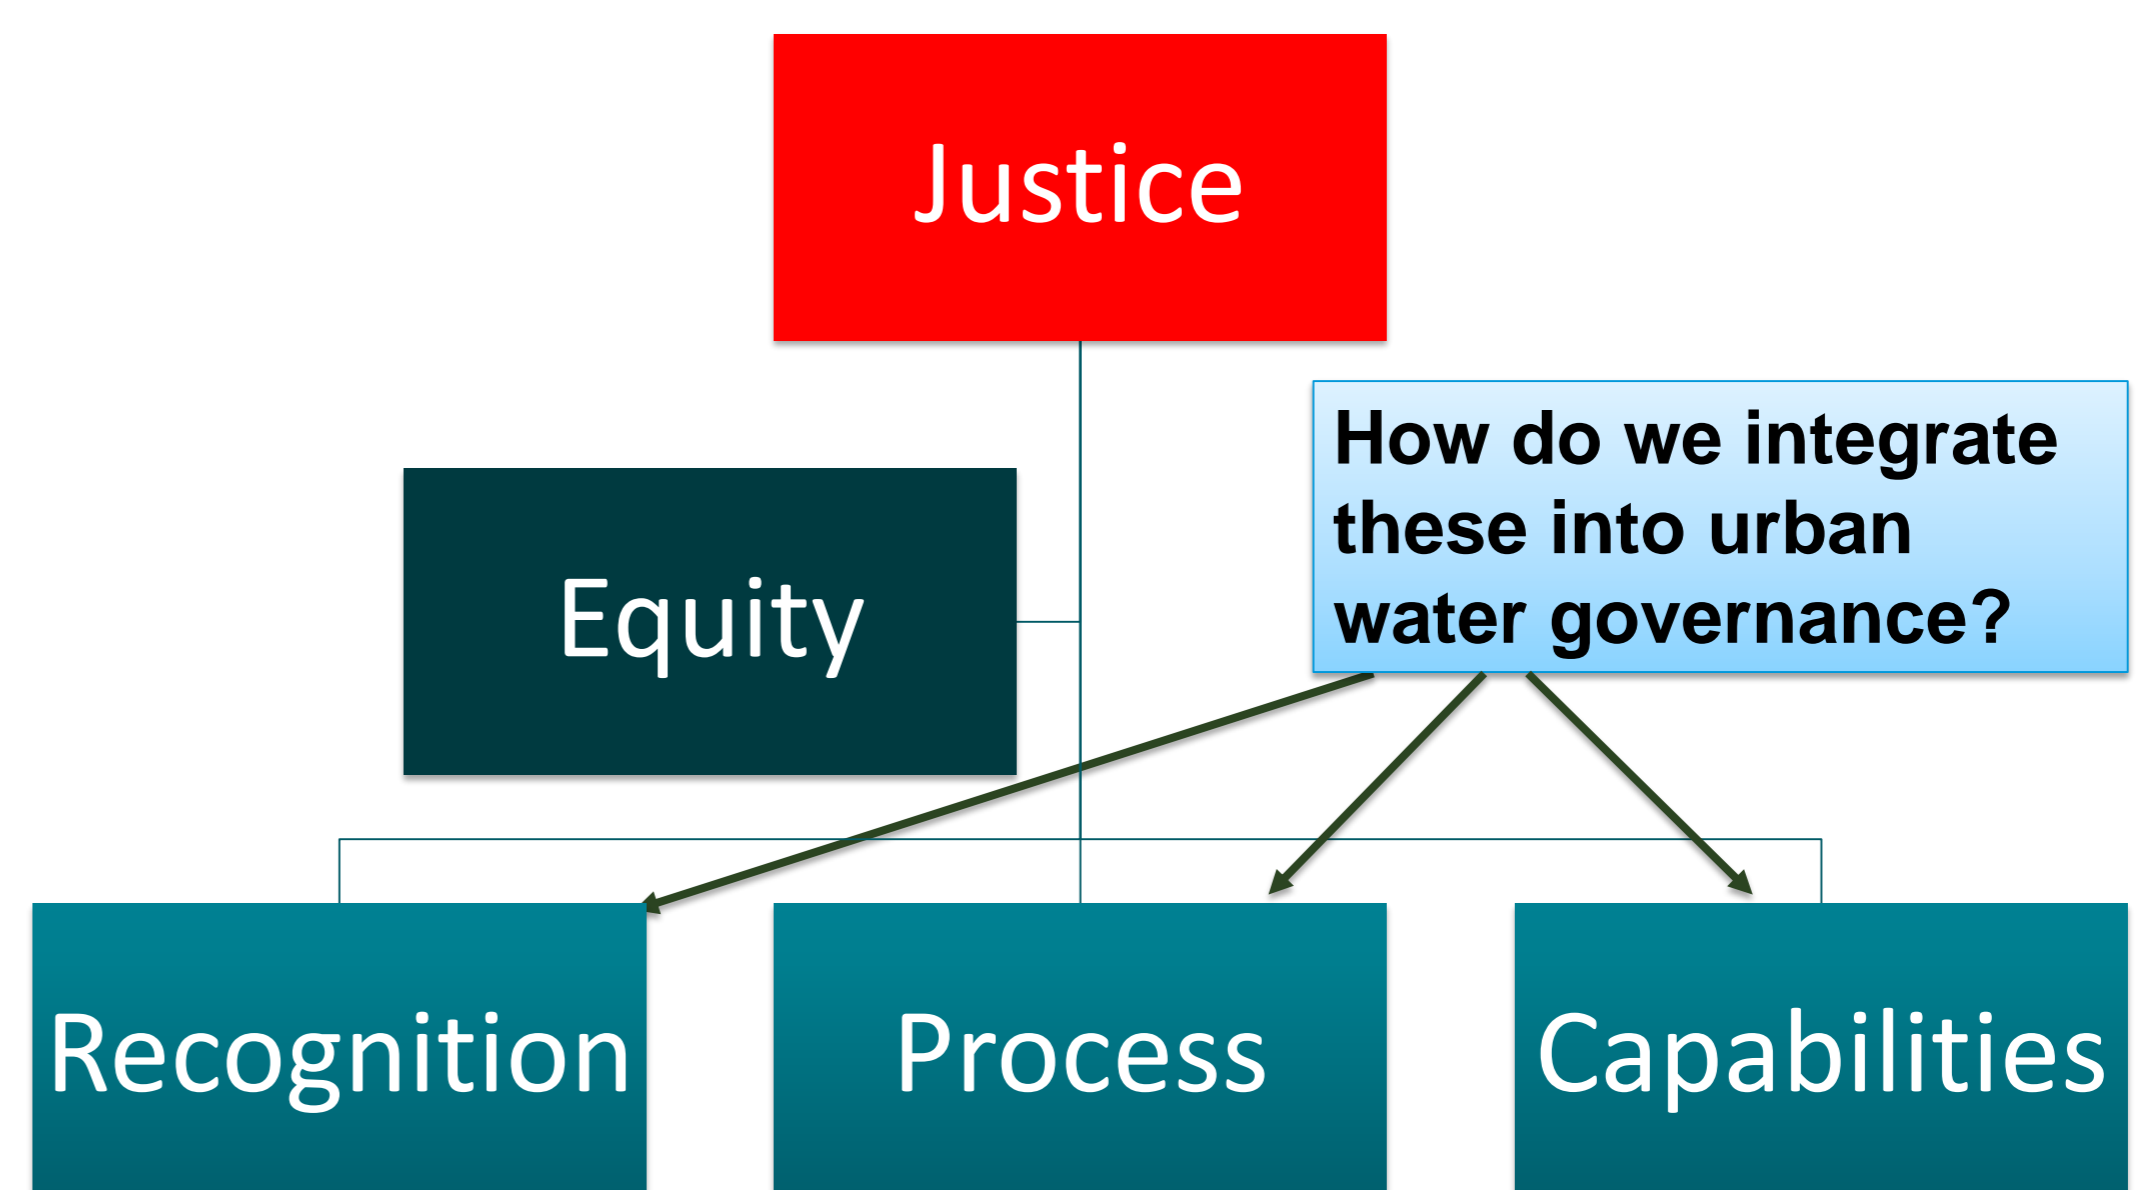 Justice
How do we integrate
these into urban
water governance?
Equity
Recognition
Process
Capabilities